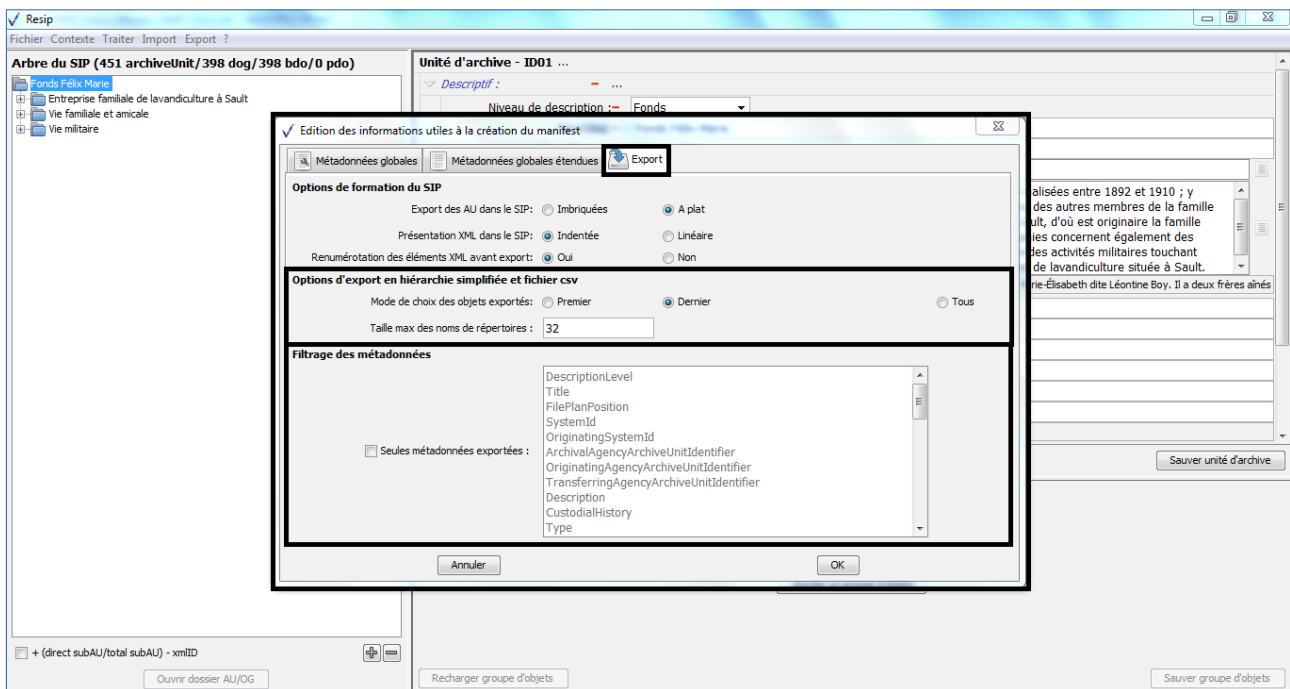 Resip
Fichier Contexte Traiter Import Export ?
Arbre du SIP (451 archiveUnit/398 dog/398 bdo/0 pdo)
Fonds Félix Marie
Entreprise familiale de lavandiculture à Sault
Vie familiale et amicale
Vie militaire
+ (direct subAU/total subAU) - xmlID
Ouvrir dossier AU/OG
Unité d'archive - ID01 ...
Descriptif : – ...
Niveau de description :– Fonds
Edition des informations utiles à la création du manifest
Métadonnées globales Métadonnées globales étendues Export
Options de formation du SIP
Export des AU dans le SIP: Imbriquées A plat
Présentation XML dans le SIP: Indentée Linéaire
Renumérotation des éléments XML avant export: Oui Non
Options d'export en hiérarchie simplifiée et fichier csv
Mode de choix des objets exportés: Premier Dernier Tous
Taille max des noms de répertoires : 32
Filtrage des métadonnées
Seules métadonnées exportées :
DescriptionLevel
Title
FilePlanPosition
SystemId
OriginatingSystemId
ArchivalAgencyArchiveUnitIdentifier
OriginatingAgencyArchiveUnitIdentifier
TransferringAgencyArchiveUnitIdentifier
Description
CustodialHistory
Type
Annuler OK
alisées entre 1892 et 1910 ; y
des autres membres de la famille
ult, d'où est originaire la famille
ies concernent également des
des activités militaires touchant
de lavandiculture située à Sault.
rie-Élisabeth dite Léontine Boy. Il a deux frères aînés
Sauver unité d'archive
Recharger groupe d'objets Sauver groupe d'objets